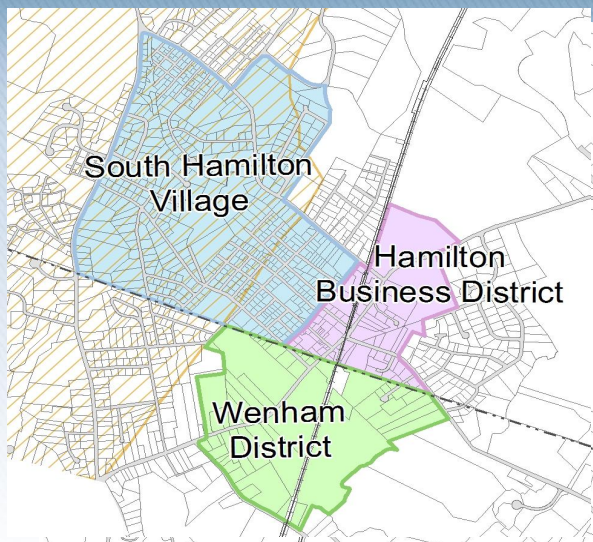 South Hamilton
Village
Hamilton
Business District
Wenham
District